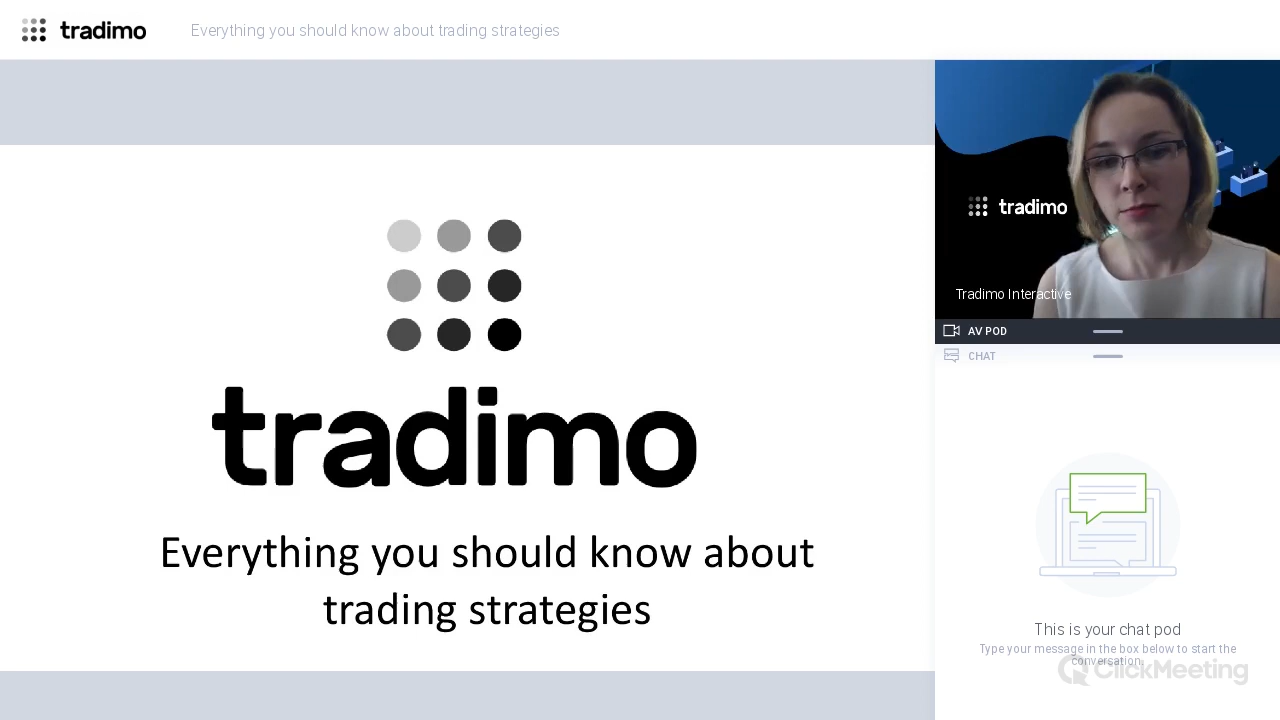 tradimo
Everything you should know about trading strategies
tradimo
Tradimo Interactive
AV POD
CHAT
tradimo
Everything you should know about
trading strategies
This is your chat pod
Type your message in the box below to start the
conversation.
ClickMeeting